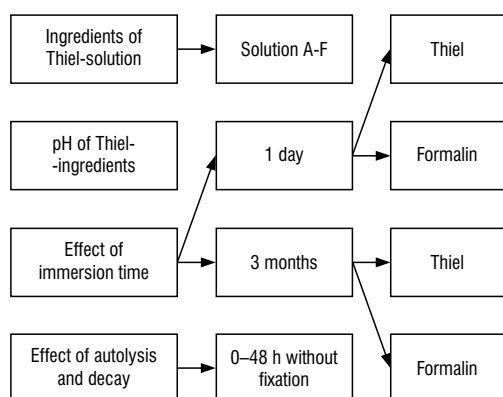 Ingredients of
Thiel-solution
Solution A-F
Thiel
pH of Thiel-
-ingredients
1 day
Formalin
Effect of
immersion time
3 months
Thiel
Effect of autolysis
and decay
0–48 h without
fixation
Formalin